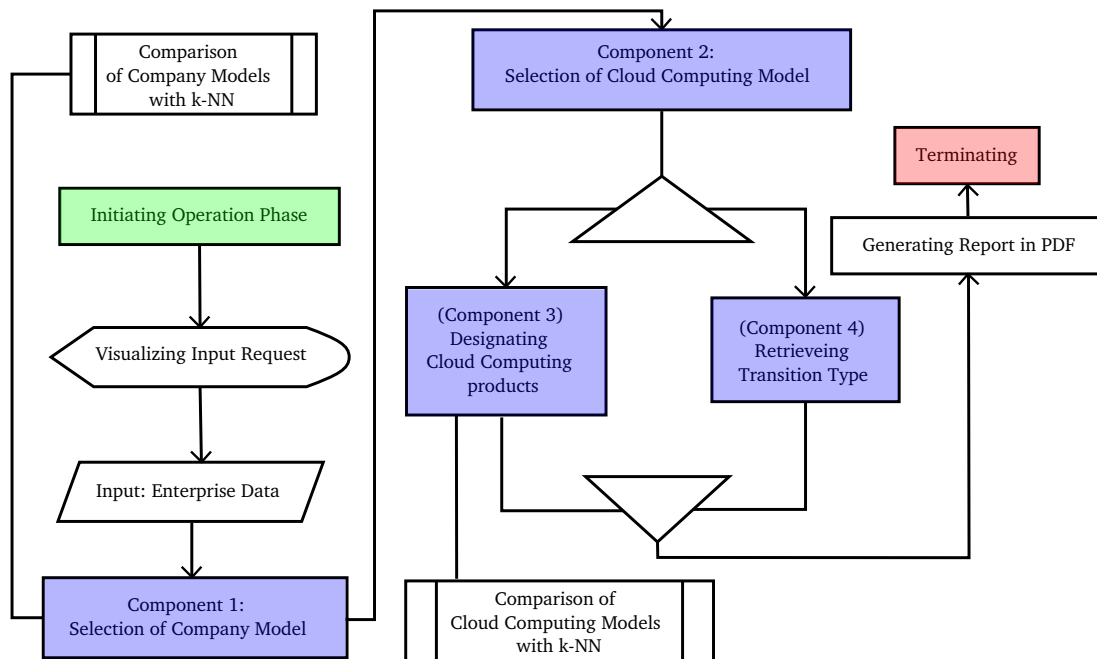 Comparison
of Company Models
with k-NN
Initiating Operation Phase
Visualizing Input Request
Input: Enterprise Data
Component 1:
Selection of Company Model
Component 2:
Selection of Cloud Computing Model
(Component 3)
Designating
Cloud Computing
products
(Component 4)
Retrieveing
Transition Type
Comparison of
Cloud Computing Models
with k-NN
Generating Report in PDF
Terminating